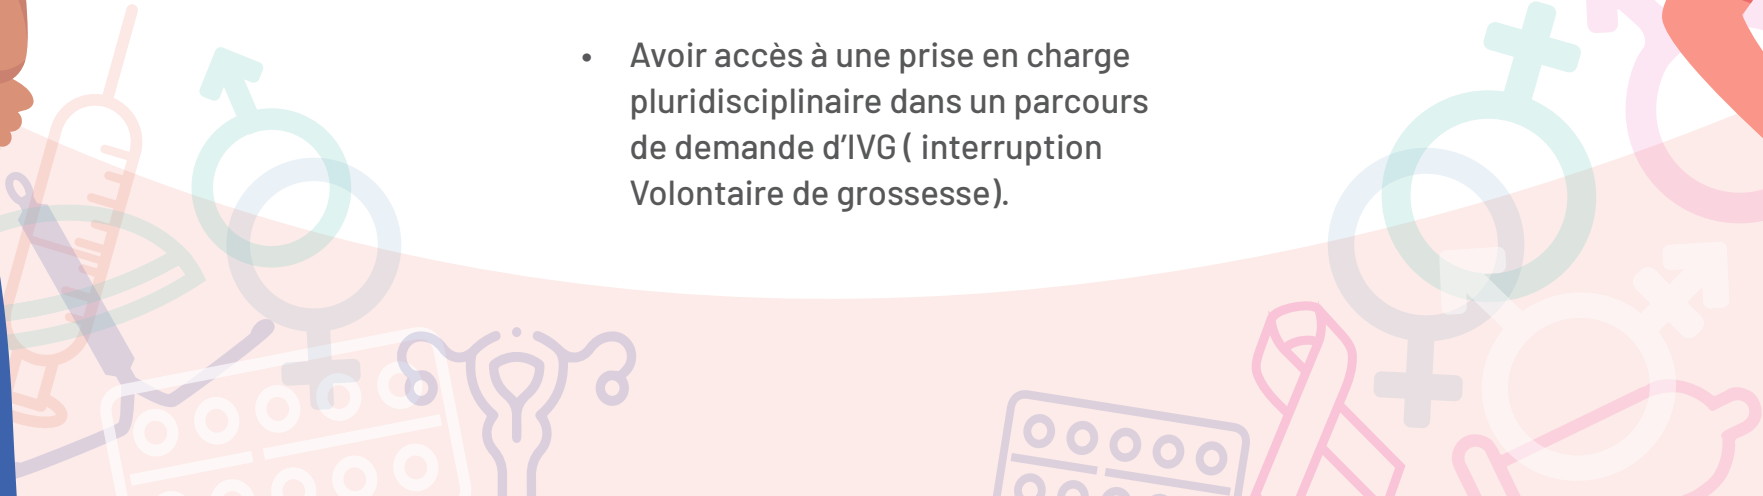 • Avoir accès à une prise en charge
pluridisciplinaire dans un parcours
de demande d'IVG ( interruption
Volontaire de grossesse).